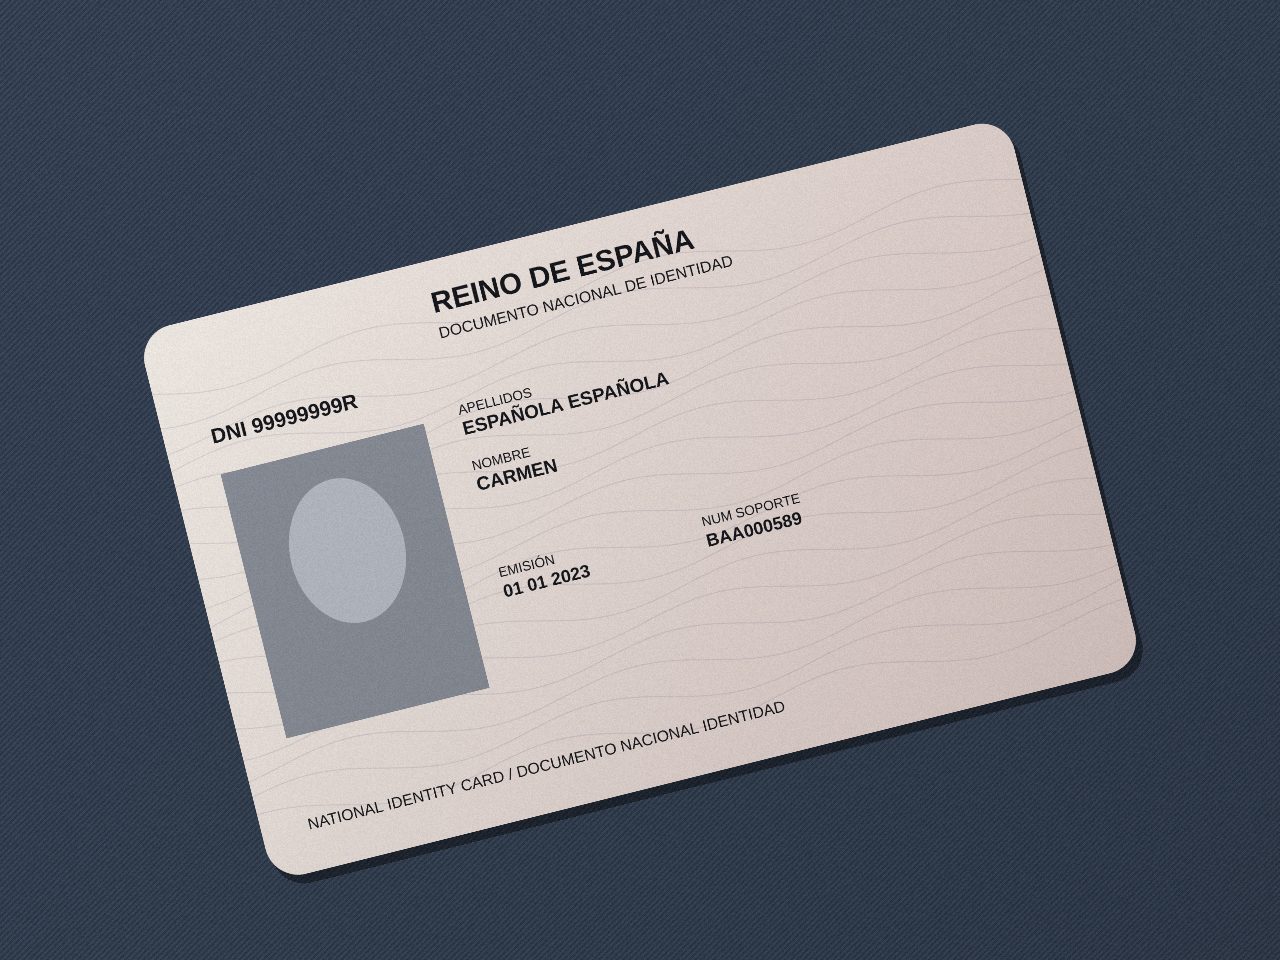 REINO DE ESPAÑA
DOCUMENTO NACIONAL DE IDENTIDAD
DNI 99999999R
APELLIDOS
ESPAÑOLA ESPAÑOLA
NOMBRE
CARMEN
NUM SOPORTE
BAA000589
EMISIÓN
01 01 2023
NATIONAL IDENTITY CARD / DOCUMENTO NACIONAL IDENTIDAD